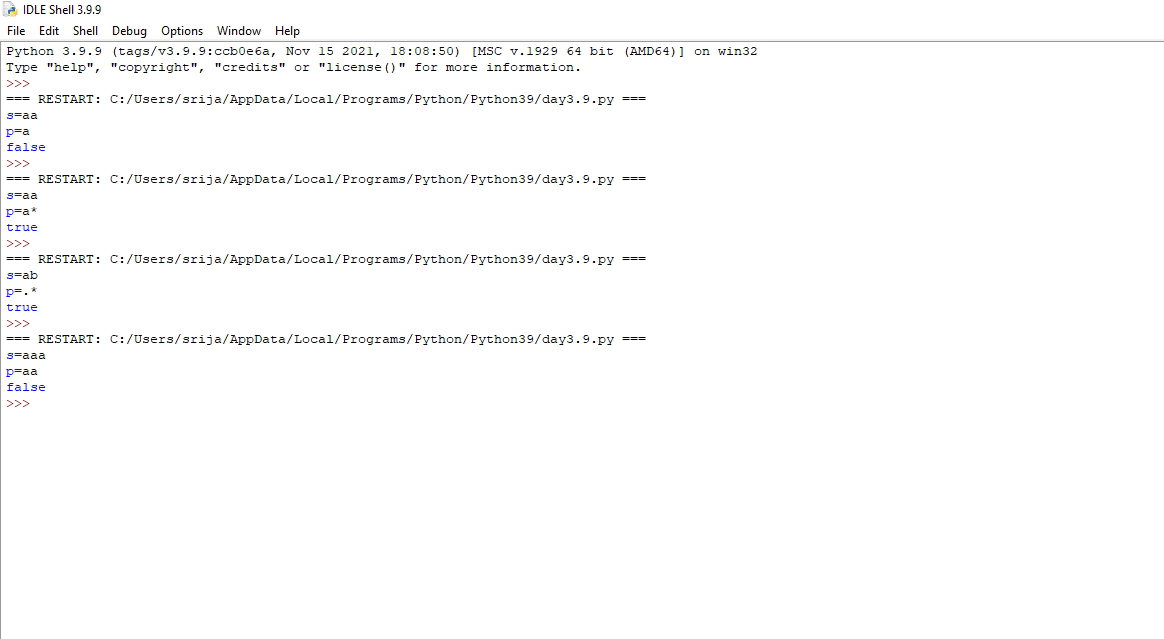 IDLE Shell 3.9.9
File Edit Shell Debug Options Window Help
Python 3.9.9 (tags/v3.9.9:ccb0e6a, Nov 15 2021, 18:08:50) [MSC v.1929 64 bit (AMD64)] on win32
Type "help", "copyright", "credits" or "license()" for more information.
>>>
=== RESTART: C:/Users/srija/AppData/Local/Programs/Python/Python39/day3.9.py ===
s=aa
p=a
false
>>>
=== RESTART: C:/Users/srija/AppData/Local/Programs/Python/Python39/day3.9.py ===
s=aa
p=a*
true
>>>
=== RESTART: C:/Users/srija/AppData/Local/Programs/Python/Python39/day3.9.py ===
s=ab
p=.*
true
>>>
=== RESTART: C:/Users/srija/AppData/Local/Programs/Python/Python39/day3.9.py ===
s=aaa
p=aa
false
>>>